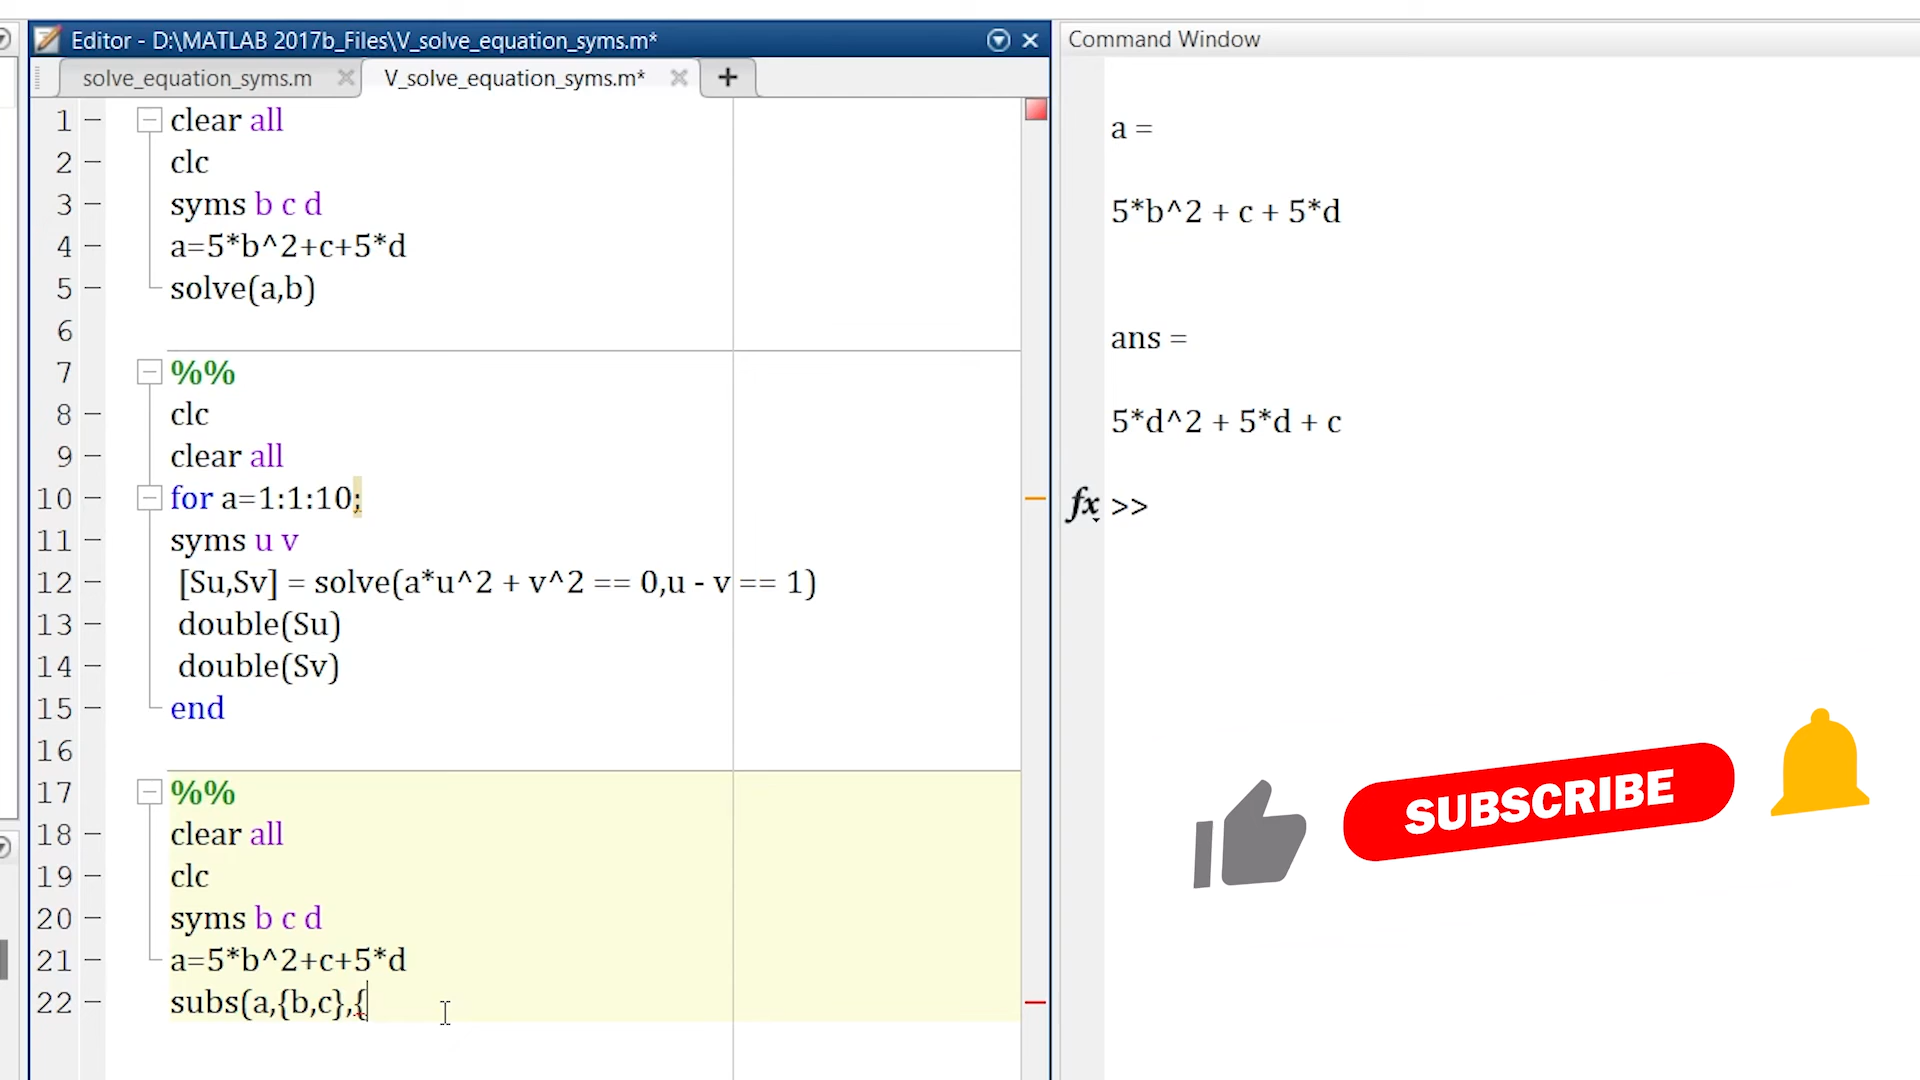 Editor - D:\MATLAB 2017b_Files\V_solve_equation_syms.m*
solve_equation_syms.m
V_solve_equation_syms.m*
1 clear all
2 clc
3 syms b c d
4 a=5*b^2+c+5*d
5 solve(a,b)
6
7 %%
8 clc
9 clear all
10 for a=1:1:10;
11 syms u v
12 [Su,Sv] = solve(a*u^2 + v^2 == 0,u - v == 1)
13 double(Su)
14 double(Sv)
15 end
16
17 %%
18 clear all
19 clc
20 syms b c d
21 a=5*b^2+c+5*d
22 subs(a,{b,c},{
Command Window
a =
5*b^2 + c + 5*d
ans =
5*d^2 + 5*d + c
fx >>
SUBSCRIBE